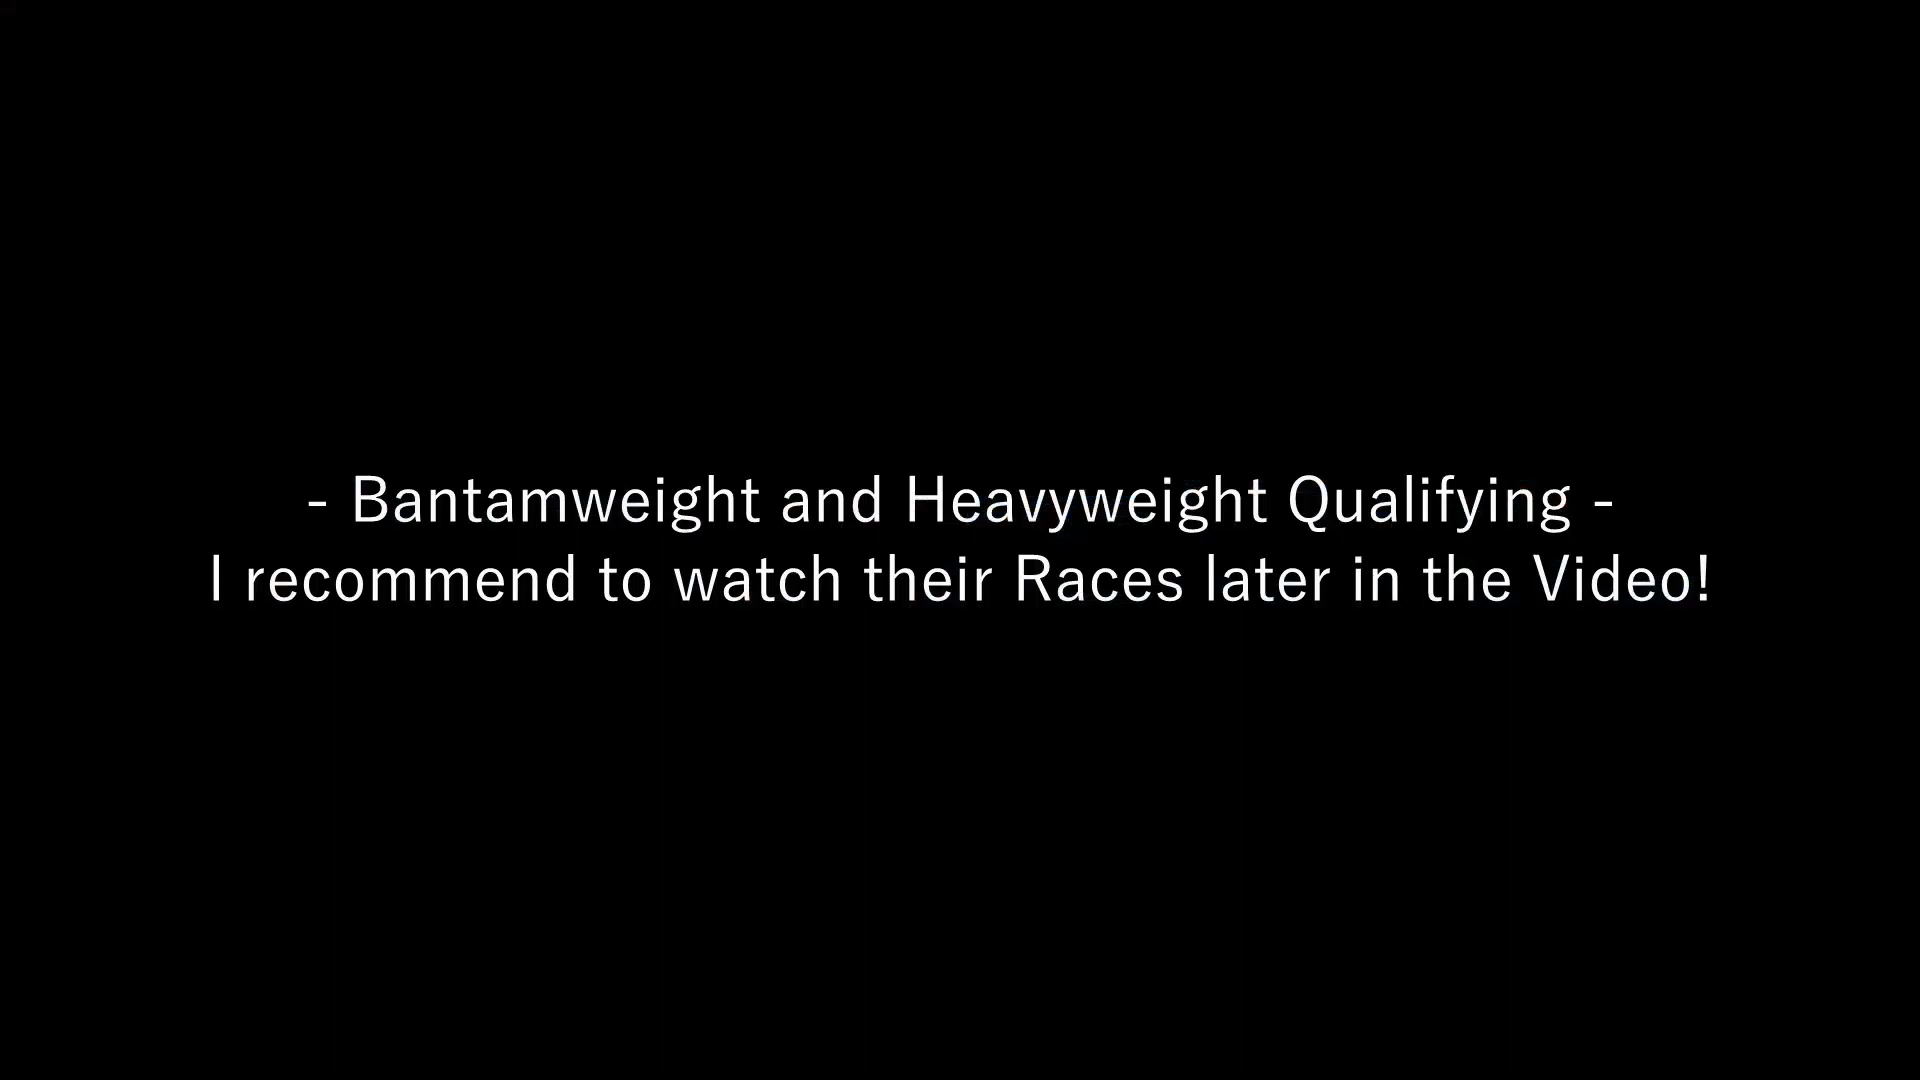 - Bantamweight and Heavyweight Qualifying -
I recommend to watch their Races later in the Video!